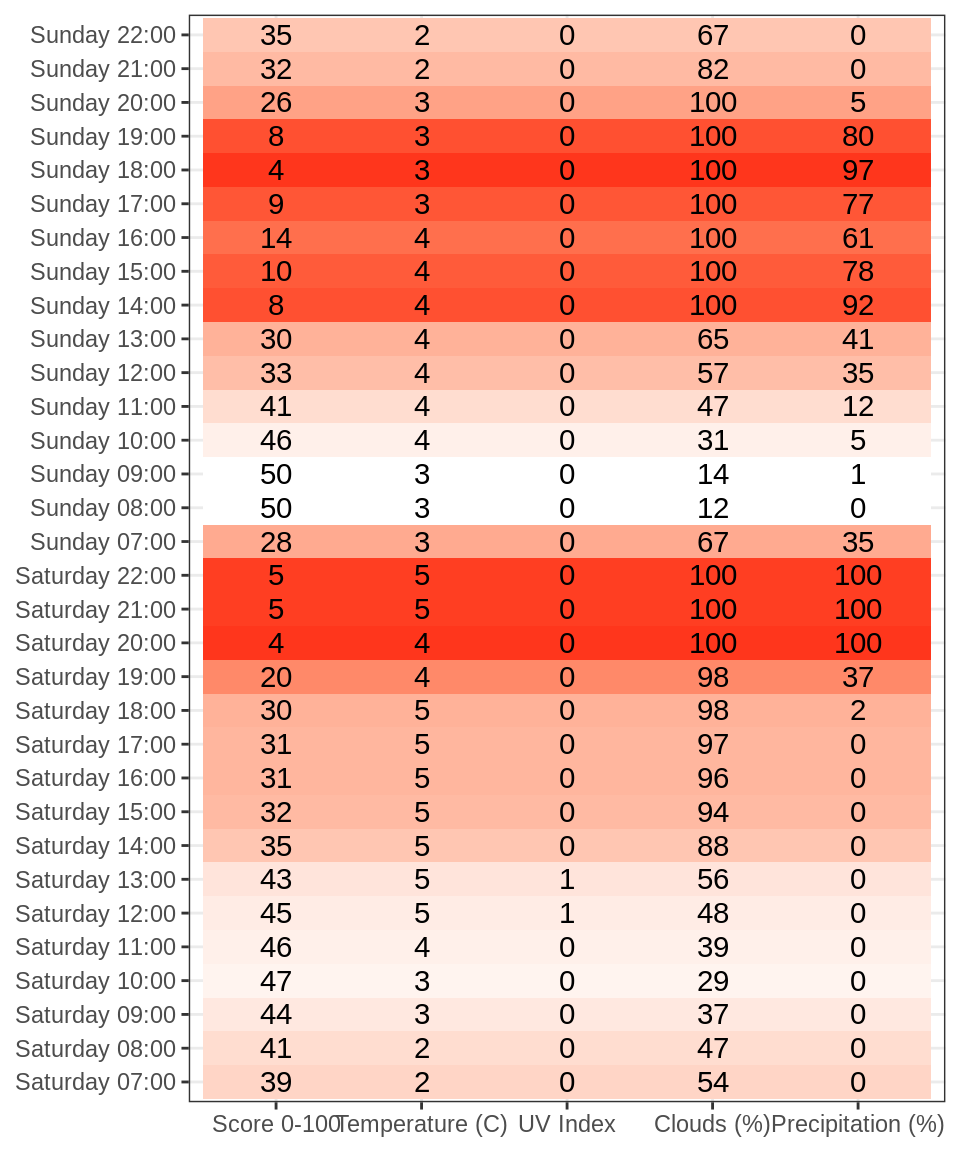 Sunday 22:00 35 2 0 67 0
Sunday 21:00 32 2 0 82 0
Sunday 20:00 26 3 0 100 5
Sunday 19:00 8 3 0 100 80
Sunday 18:00 4 3 0 100 97
Sunday 17:00 9 3 0 100 77
Sunday 16:00 14 4 0 100 61
Sunday 15:00 10 4 0 100 78
Sunday 14:00 8 4 0 100 92
Sunday 13:00 30 4 0 65 41
Sunday 12:00 33 4 0 57 35
Sunday 11:00 41 4 0 47 12
Sunday 10:00 46 4 0 31 5
Sunday 09:00 50 3 0 14 1
Sunday 08:00 50 3 0 12 0
Sunday 07:00 28 3 0 67 35
Saturday 22:00 5 5 0 100 100
Saturday 21:00 5 5 0 100 100
Saturday 20:00 4 4 0 100 100
Saturday 19:00 20 4 0 98 37
Saturday 18:00 30 5 0 98 2
Saturday 17:00 31 5 0 97 0
Saturday 16:00 31 5 0 96 0
Saturday 15:00 32 5 0 94 0
Saturday 14:00 35 5 0 88 0
Saturday 13:00 43 5 1 56 0
Saturday 12:00 45 5 1 48 0
Saturday 11:00 46 4 0 39 0
Saturday 10:00 47 3 0 29 0
Saturday 09:00 44 3 0 37 0
Saturday 08:00 41 2 0 47 0
Saturday 07:00 39 2 0 54 0
Score 0-100 Temperature (C) UV Index Clouds (%) Precipitation (%)